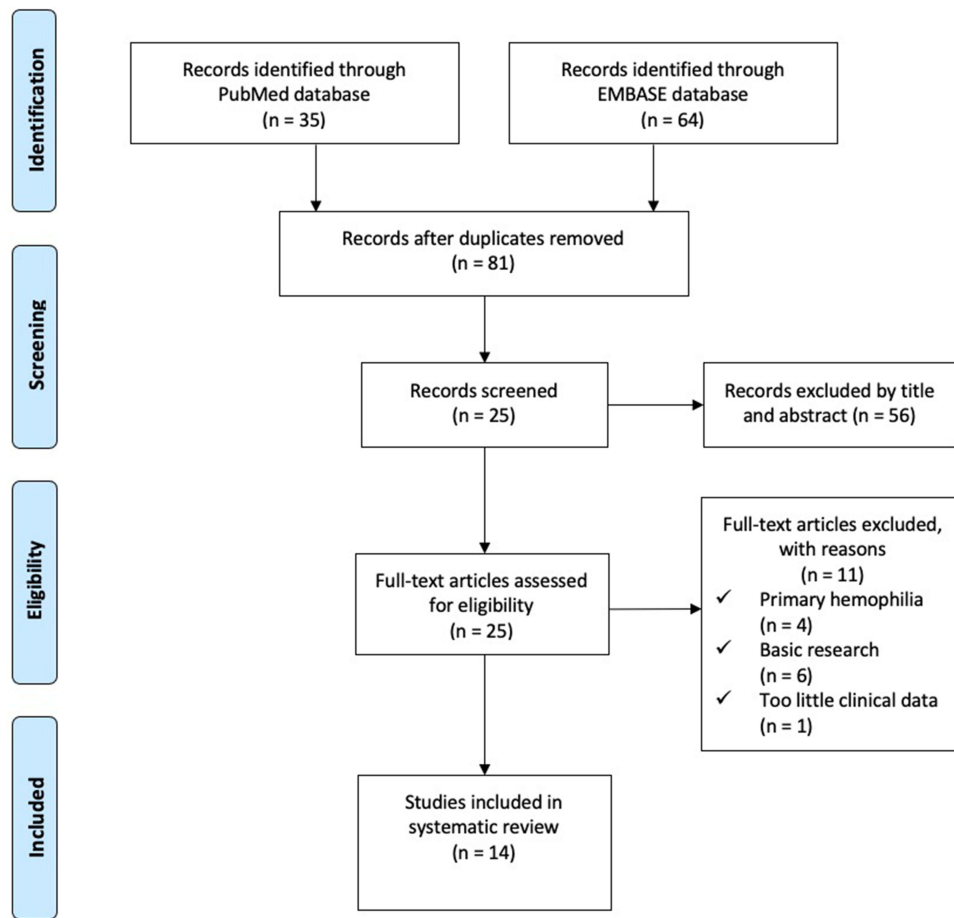 Identification
Records identified through
PubMed database
(n = 35)
Records identified through
EMBASE database
(n = 64)
Records after duplicates removed
(n = 81)
Screening
Records screened
(n = 25)
Records excluded by title
and abstract (n = 56)
Eligibility
Full-text articles assessed
for eligibility
(n = 25)
Full-text articles excluded,
with reasons
(n = 11)
✓ Primary hemophilia
(n = 4)
✓ Basic research
(n = 6)
✓ Too little clinical data
(n = 1)
Included
Studies included in
systematic review
(n = 14)